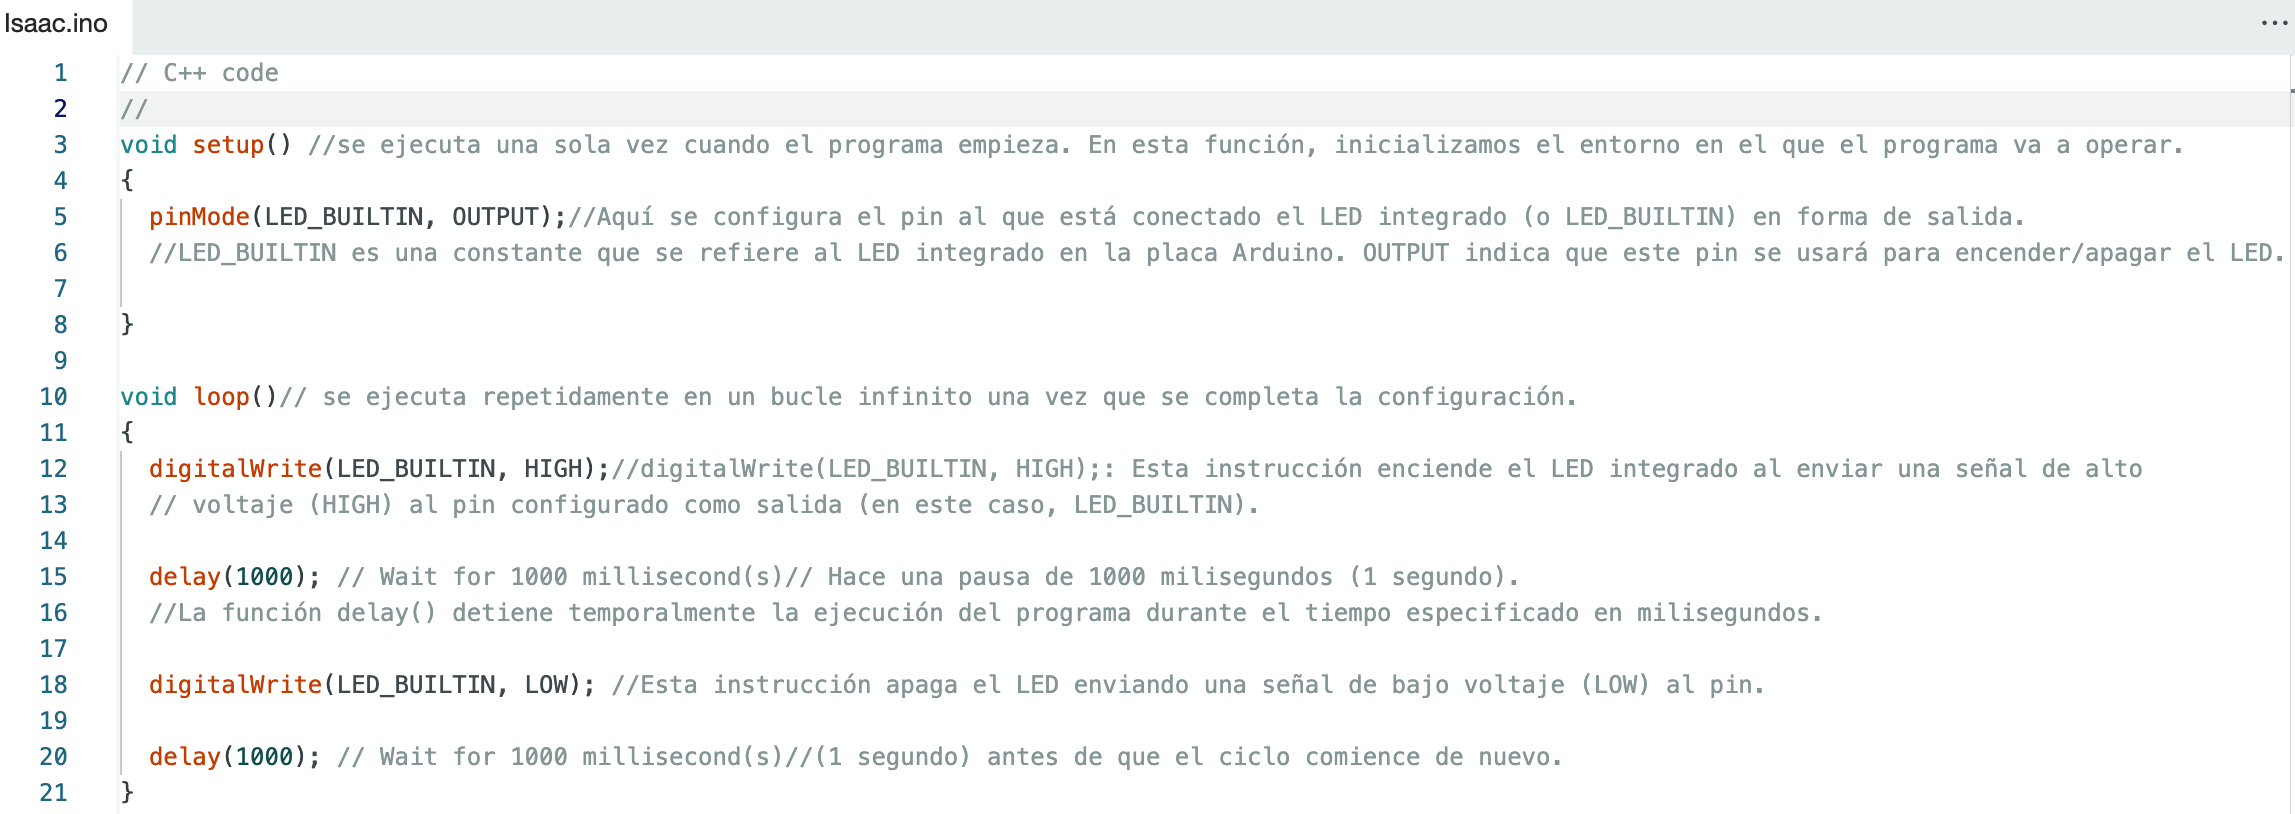 Isaac.ino
...
1 // C++ code
2 //
3 void setup() //se ejecuta una sola vez cuando el programa empieza. En esta función, inicializamos el entorno en el que el programa va a operar.
4 {
5 pinMode(LED_BUILTIN, OUTPUT);//Aquí se configura el pin al que está conectado el LED integrado (o LED_BUILTIN) en forma de salida.
6 //LED_BUILTIN es una constante que se refiere al LED integrado en la placa Arduino. OUTPUT indica que este pin se usará para encender/apagar el LED.
7
8 }
9
10 void loop()// se ejecuta repetidamente en un bucle infinito una vez que se completa la configuración.
11 {
12 digitalWrite(LED_BUILTIN, HIGH);//digitalWrite(LED_BUILTIN, HIGH);: Esta instrucción enciende el LED integrado al enviar una señal de alto
13 // voltaje (HIGH) al pin configurado como salida (en este caso, LED_BUILTIN).
14
15 delay(1000); // Wait for 1000 millisecond(s)// Hace una pausa de 1000 milisegundos (1 segundo).
16 //La función delay() detiene temporalmente la ejecución del programa durante el tiempo especificado en milisegundos.
17
18 digitalWrite(LED_BUILTIN, LOW); //Esta instrucción apaga el LED enviando una señal de bajo voltaje (LOW) al pin.
19
20 delay(1000); // Wait for 1000 millisecond(s)//(1 segundo) antes de que el ciclo comience de nuevo.
21 }